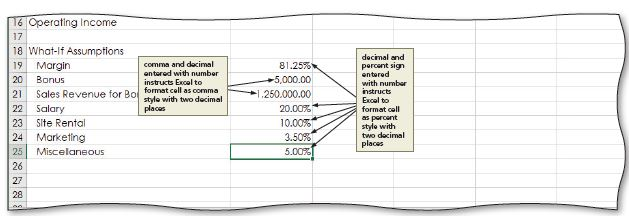 16 Operating Income
17
18 What-If Assumptions
19 Margin 81.25%
20 Bonus 5,000.00
21 Sales Revenue for Bo 1,250,000.00
22 Salary 20.00%
23 Site Rental 10.00%
24 Marketing 3.50%
25 Miscellaneous 5.00%
26
27
28
comma and decimal
entered with number
instructs Excel to
format cell as comma
style with two decimal
places
decimal and
percent sign
entered
with number
instructs
Excel to
format cell
as percent
style with
two decimal
places